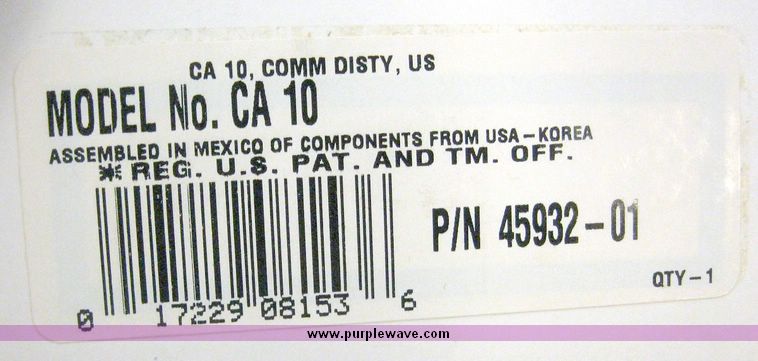 CA 10, COMM DISTY, US
MODEL No. CA 10
ASSEMBLED IN MEXICO OF COMPONENTS FROM USA-KOREA
✳ REG. U.S. PAT. AND TM. OFF.
P/N 45932-01
QTY-1
0 17229 08153 6
www.purplewave.com